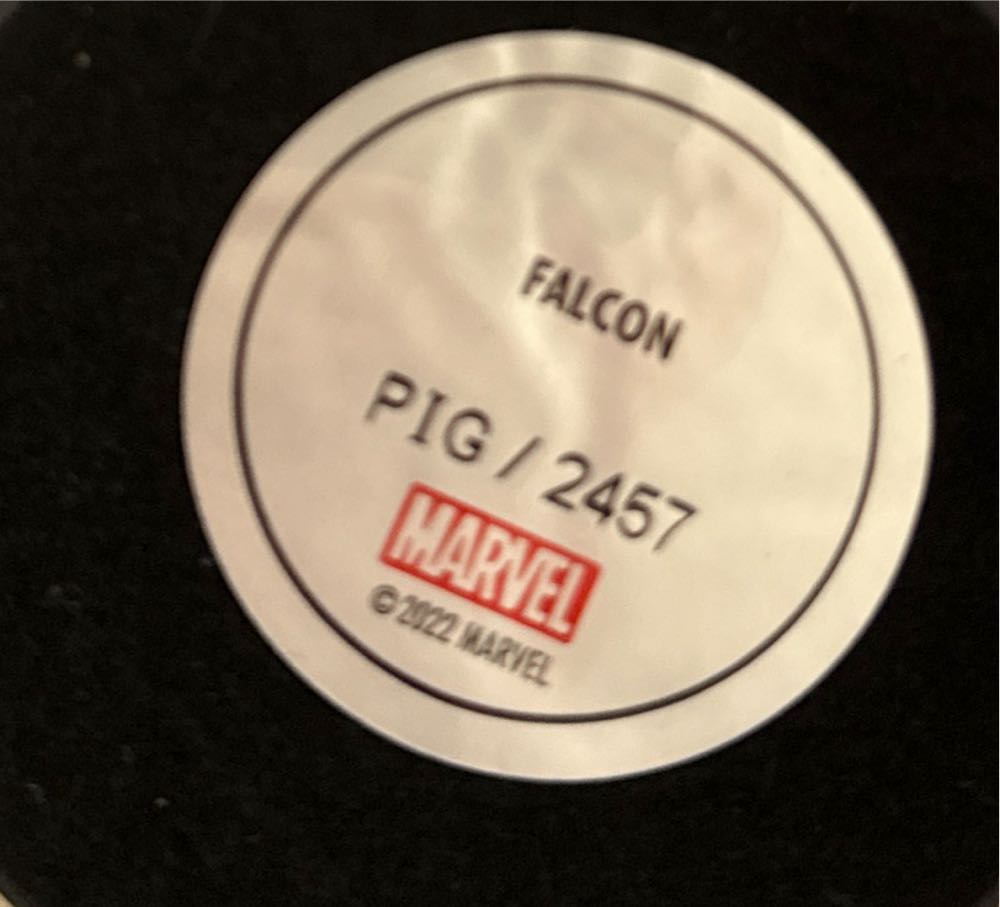 FALCON
PIG / 2457
MARVEL
©2022 MARVEL